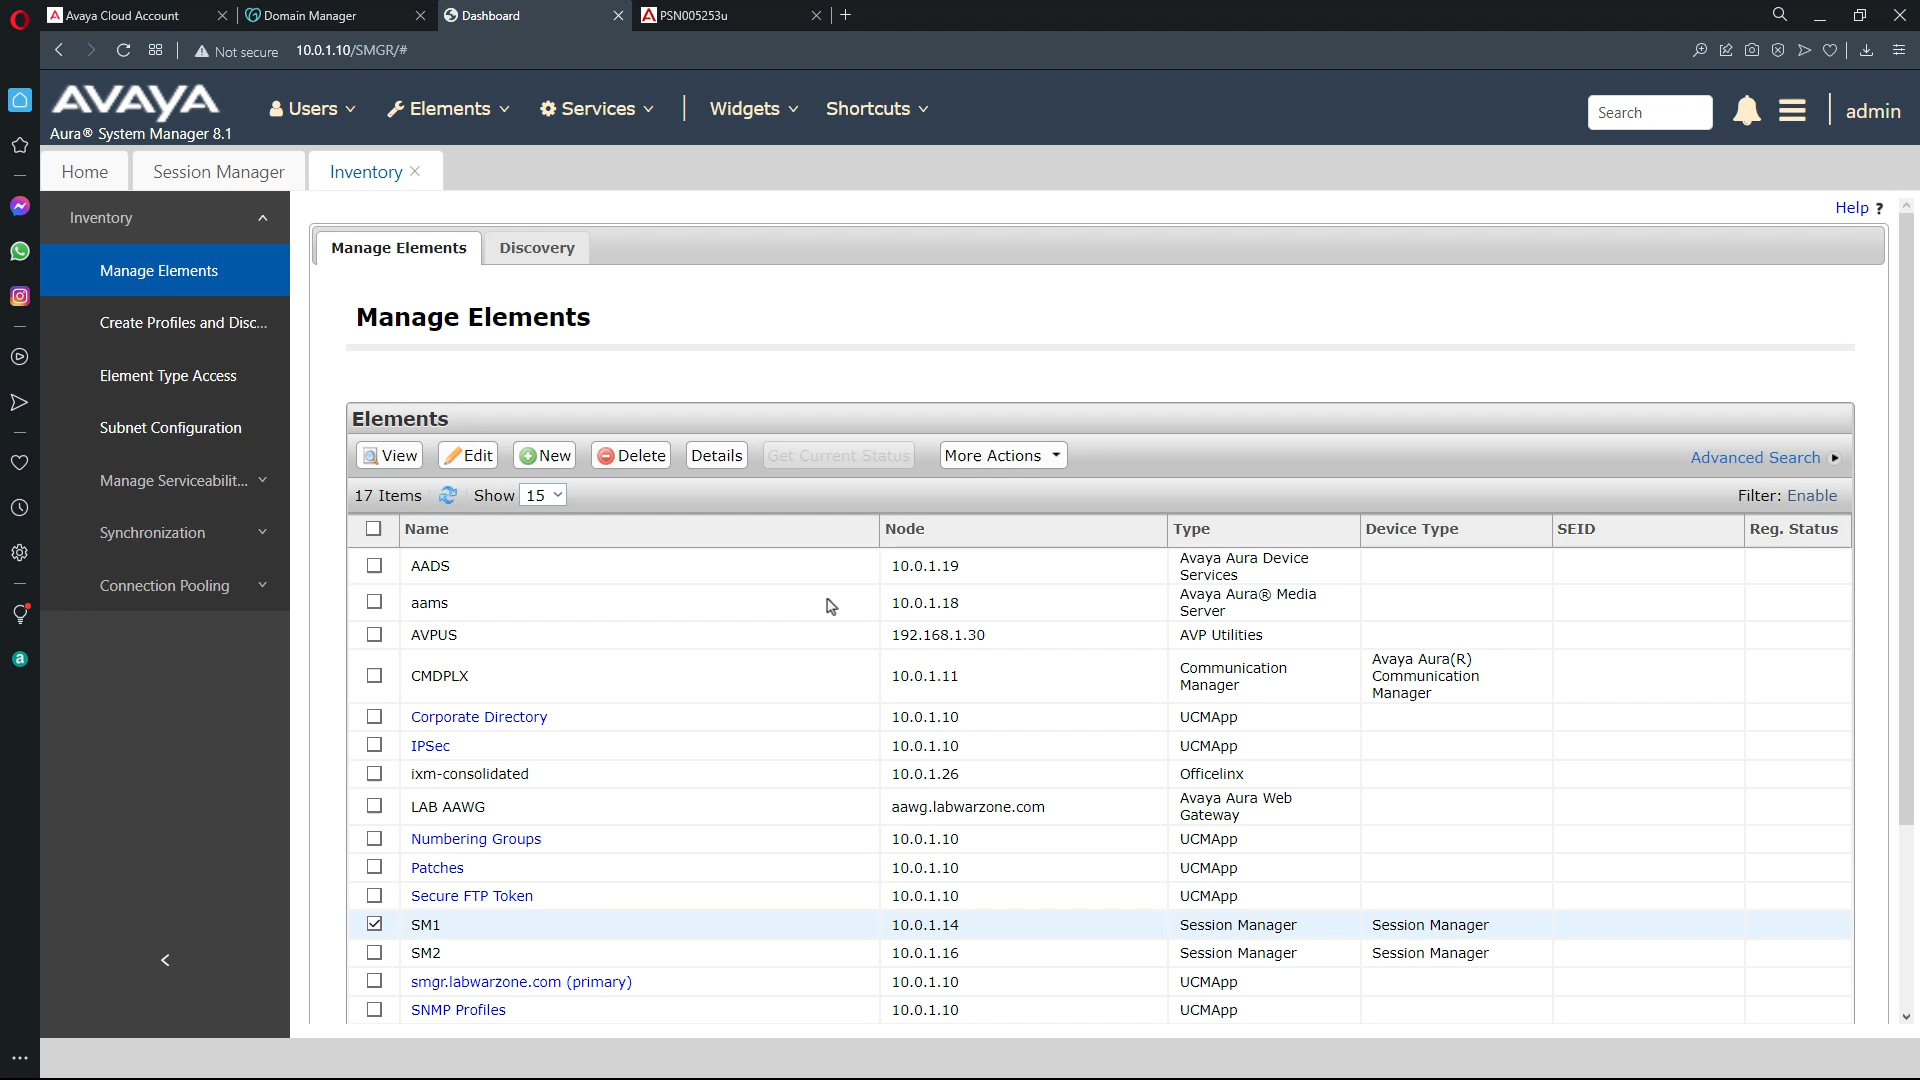 Avaya Cloud Account
Domain Manager
Dashboard
PSN005253u
Not secure 10.0.1.10/SMGR/#
AVAYA
Aura® System Manager 8.1
Users
Elements
Services
Widgets
Shortcuts
Search
admin
Home
Session Manager
Inventory
Inventory
Manage Elements
Create Profiles and Disc...
Element Type Access
Subnet Configuration
Manage Serviceabilit...
Synchronization
Connection Pooling
Help ?
Manage Elements
Discovery
Manage Elements
Elements
View Edit New Delete Details Get Current Status More Actions Advanced Search
17 Items Show 15 Filter: Enable
Name Node Type Device Type SEID Reg. Status
AADS 10.0.1.19 Avaya Aura Device
Services
aams 10.0.1.18 Avaya Aura® Media
Server
AVPUS 192.168.1.30 AVP Utilities
CMDPLX 10.0.1.11 Communication
Manager Avaya Aura(R)
Communication
Manager
Corporate Directory 10.0.1.10 UCMApp
IPSec 10.0.1.10 UCMApp
ixm-consolidated 10.0.1.26 Officelinx
LAB AAWG aawg.labwarzone.com Avaya Aura Web
Gateway
Numbering Groups 10.0.1.10 UCMApp
Patches 10.0.1.10 UCMApp
Secure FTP Token 10.0.1.10 UCMApp
SM1 10.0.1.14 Session Manager Session Manager
SM2 10.0.1.16 Session Manager Session Manager
smgr.labwarzone.com (primary) 10.0.1.10 UCMApp
SNMP Profiles 10.0.1.10 UCMApp